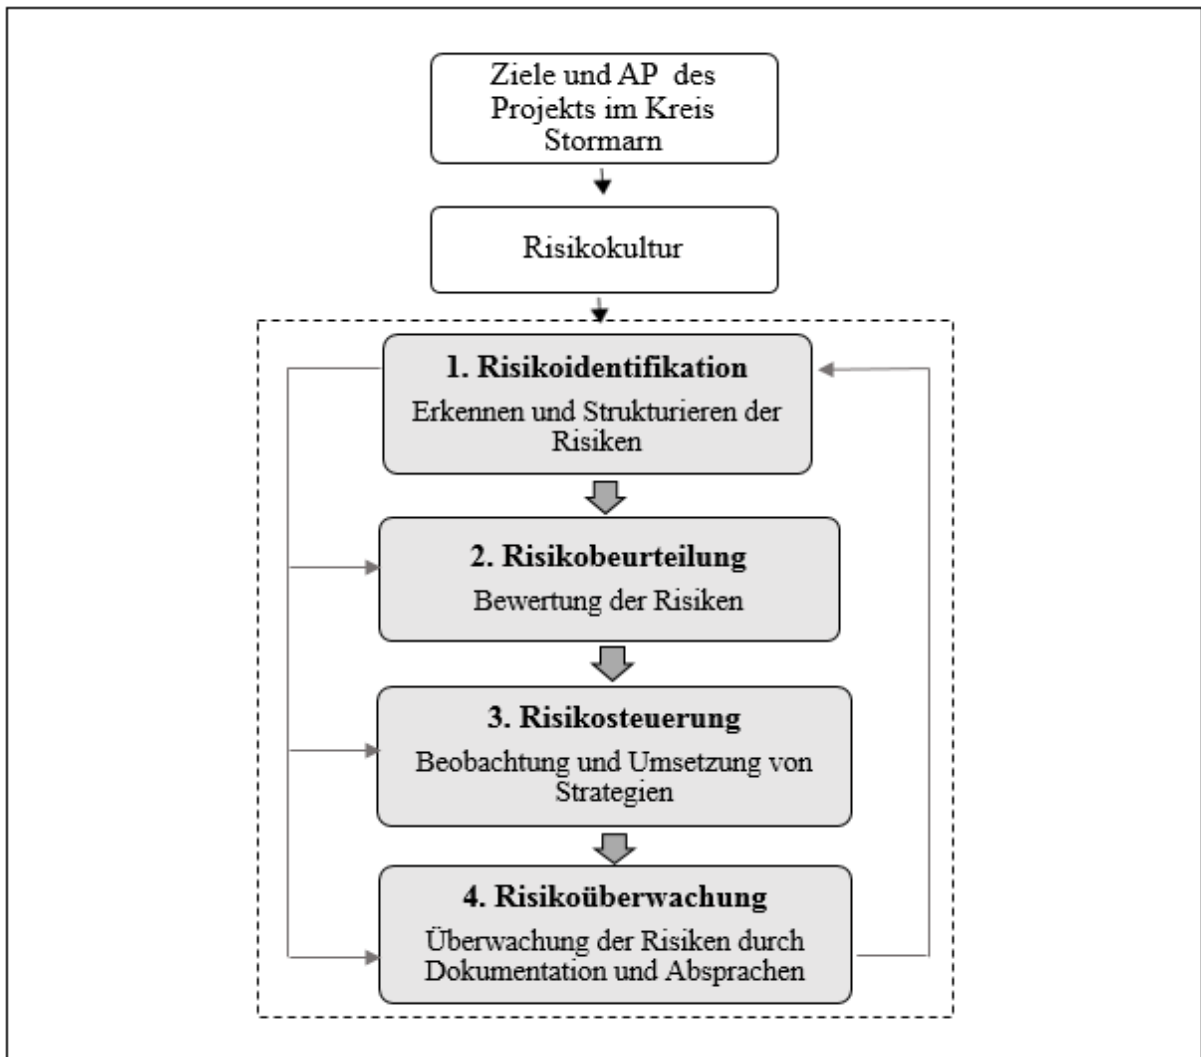 Ziele und AP des
Projekts im Kreis
Stormarn
Risikokultur
1. Risikoidentifikation
Erkennen und Strukturieren der
Risiken
2. Risikobeurteilung
Bewertung der Risiken
3. Risikosteuerung
Beobachtung und Umsetzung von
Strategien
4. Risikoüberwachung
Überwachung der Risiken durch
Dokumentation und Absprachen